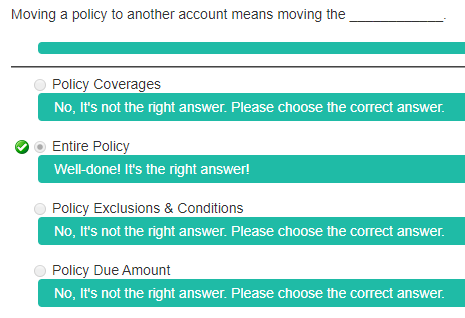 Moving a policy to another account means moving the ____________.
Policy Coverages
No, It's not the right answer. Please choose the correct answer.
Entire Policy
Well-done! It's the right answer!
Policy Exclusions & Conditions
No, It's not the right answer. Please choose the correct answer.
Policy Due Amount
No, It's not the right answer. Please choose the correct answer.